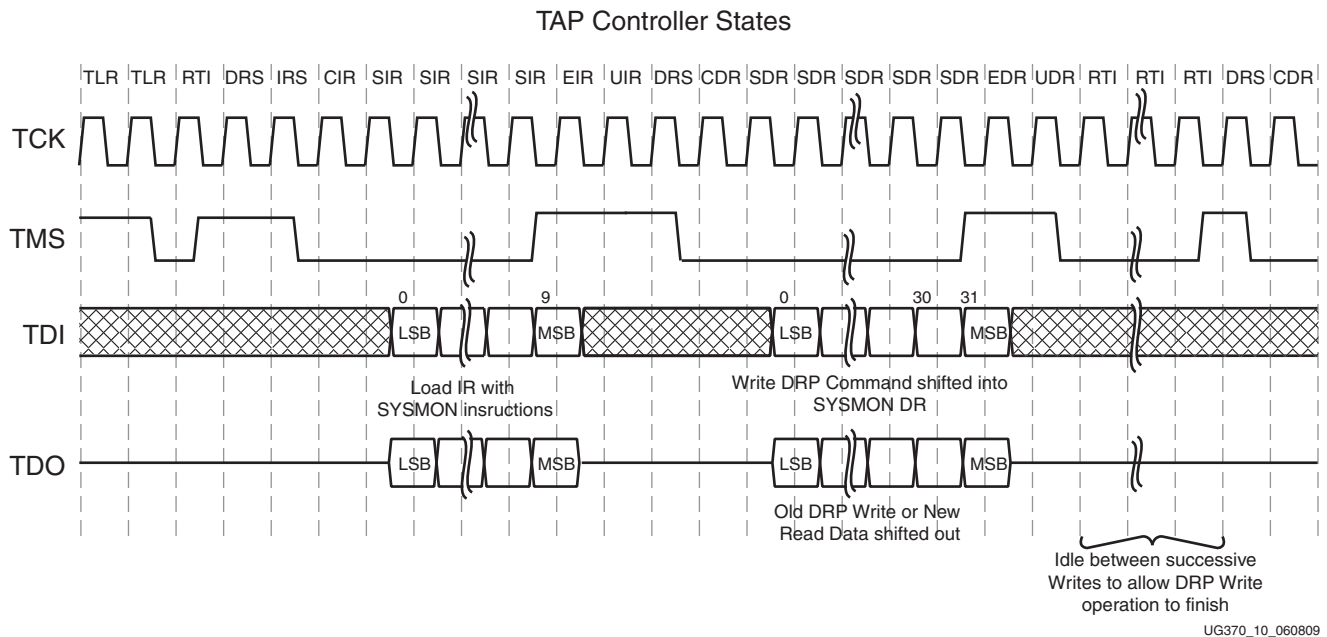 TAP Controller States
TLR TLR RTI DRS IRS CIR SIR SIR SIR SIR EIR UIR DRS CDR SDR SDR SDR SDR SDR EDR UDR RTI RTI RTI DRS CDR
TCK
TMS
0 9 0 30 31
TDI LSB MSB LSB MSB
Load IR with
SYSMON insructions
Write DRP Command shifted into
SYSMON DR
TDO LSB MSB LSB MSB
Old DRP Write or New
Read Data shifted out
Idle between successive
Writes to allow DRP Write
operation to finish
UG370_10_060809